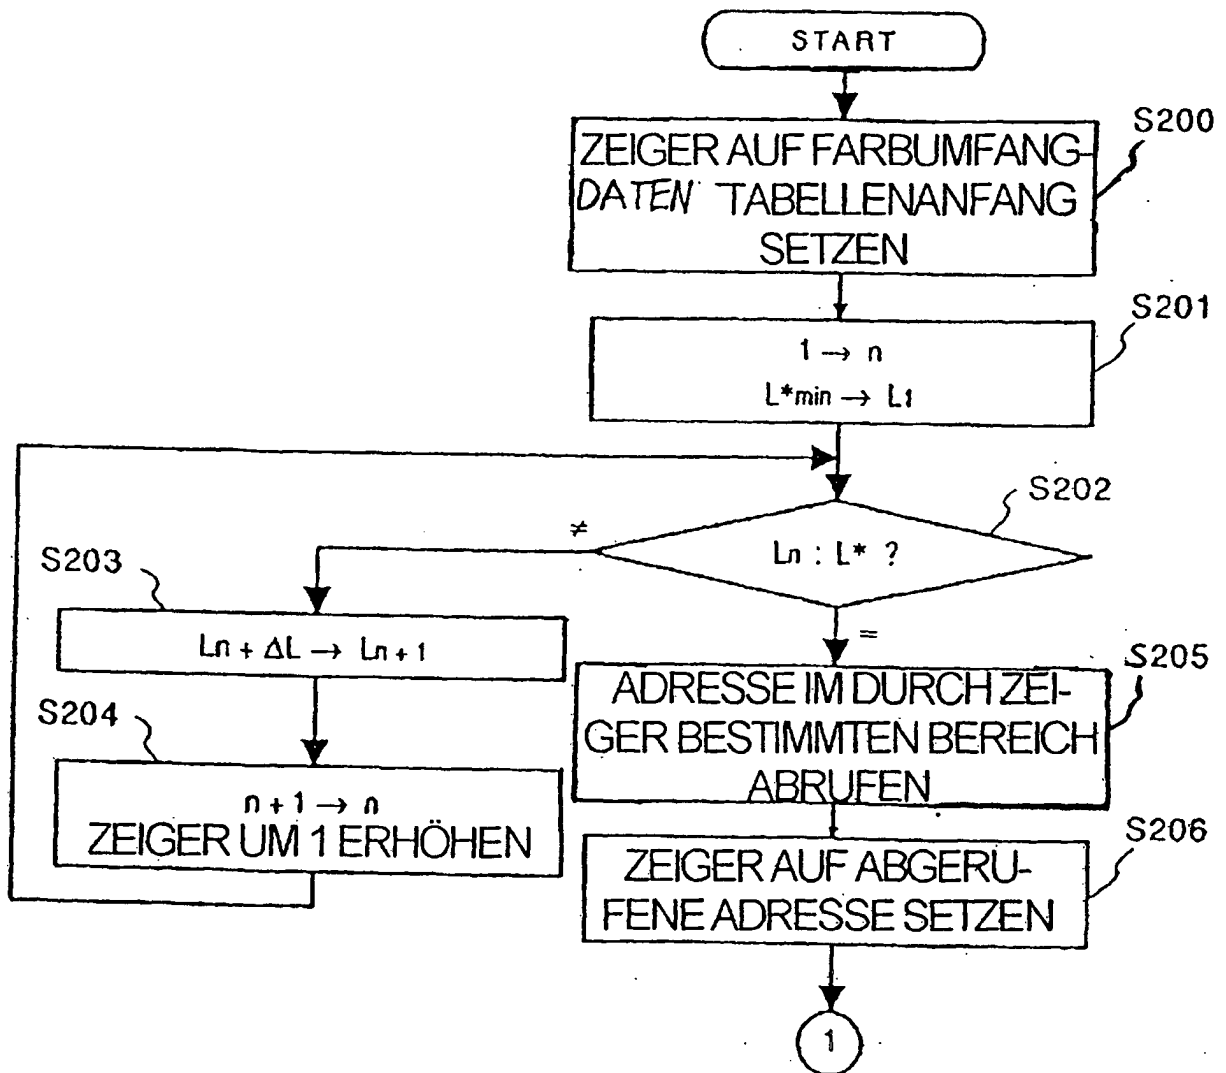 START
S200
ZEIGER AUF FARBUMFANG-
DATEN TABELLENANFANG
SETZEN
S201
1 → n
L*min → L1
S202
Ln : L* ?
≠
=
S203
Ln + ΔL → Ln+1
S204
n + 1 → n
ZEIGER UM 1 ERHÖHEN
S205
ADRESSE IM DURCH ZEI-
GER BESTIMMTEN BEREICH
ABRUFEN
S206
ZEIGER AUF ABGERU-
FENE ADRESSE SETZEN
1